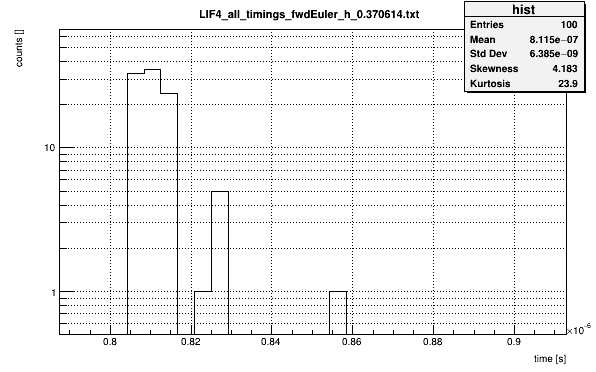 LIF4_all_timings_fwdEuler_h_0.370614.txt
hist
Entries 100
Mean 8.115e−07
Std Dev 6.385e−09
Skewness 4.183
Kurtosis 23.9
counts []
10
1
0.8 0.82 0.84 0.86 0.88 0.9
×10⁻⁶
time [s]